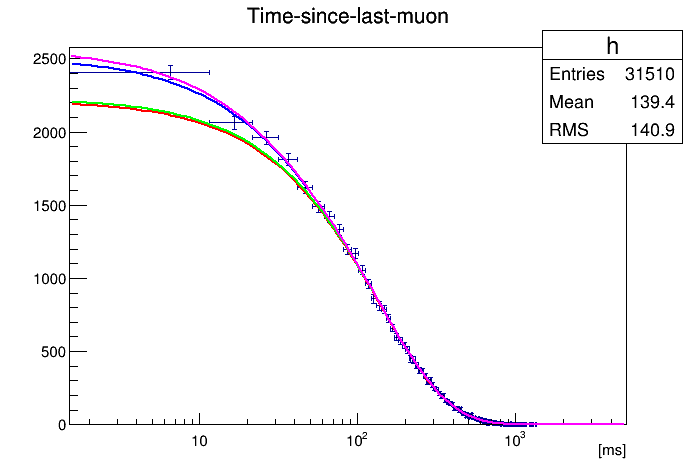 Time-since-last-muon
h
Entries 31510
Mean 139.4
RMS 140.9
2500
2000
1500
1000
500
0
10 10² 10³
[ms]